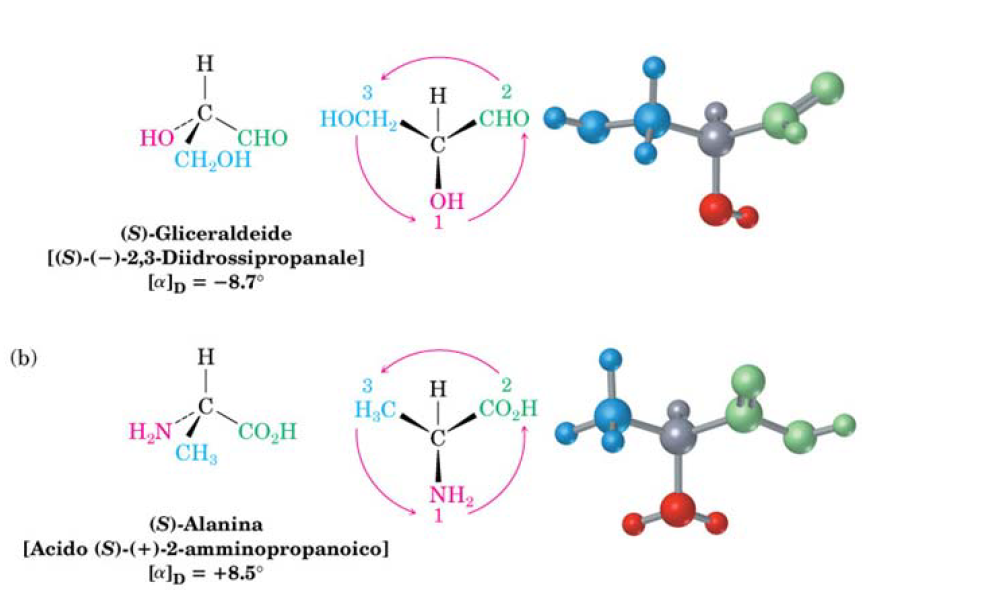 H
C
HO
CHO
CH₂OH
3
2
H
HOCH₂
CHO
C
OH
1
(S)-Gliceraldeide
[(S)-(−)-2,3-Diidrossipropanale]
[α]D = −8.7°
(b)
H
C
H₂N
CO₂H
CH₃
3
2
H
H₃C
CO₂H
C
NH₂
1
(S)-Alanina
[Acido (S)-(+)-2-amminopropanoico]
[α]D = +8.5°